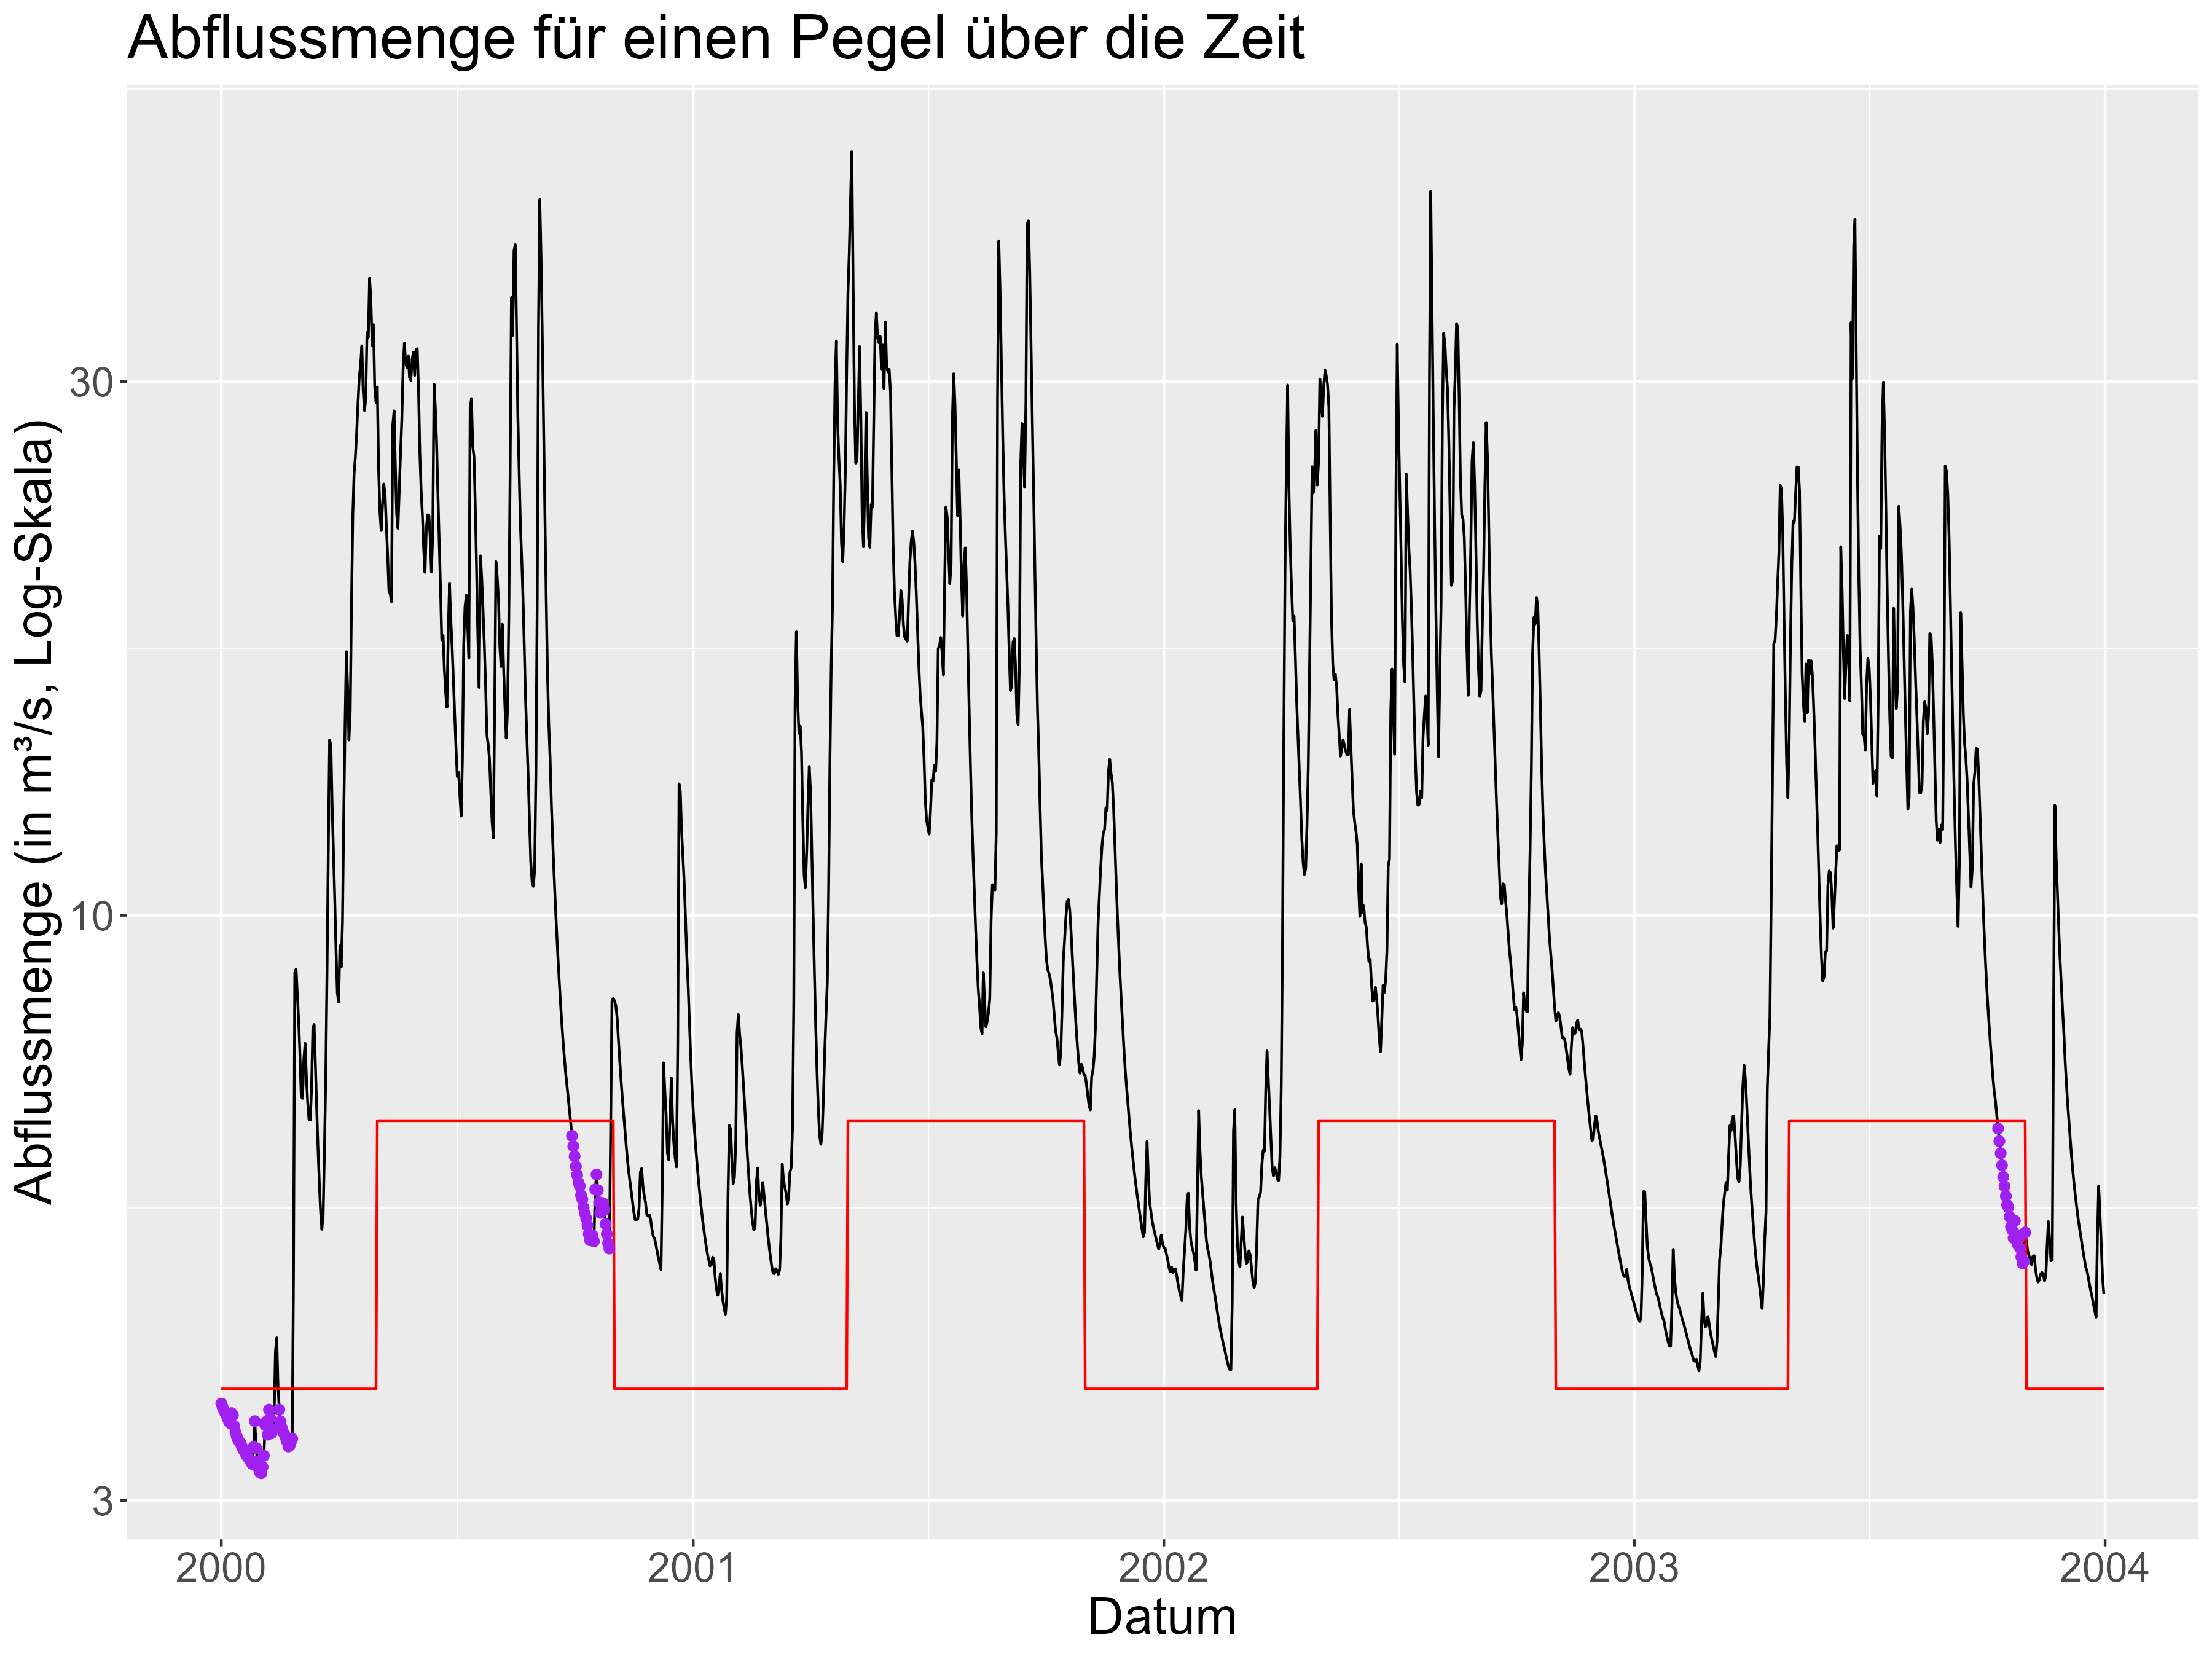 Abflussmenge für einen Pegel über die Zeit
Abflussmenge (in m³/s, Log-Skala)
30
10
3
2000
2001
2002
2003
2004
Datum